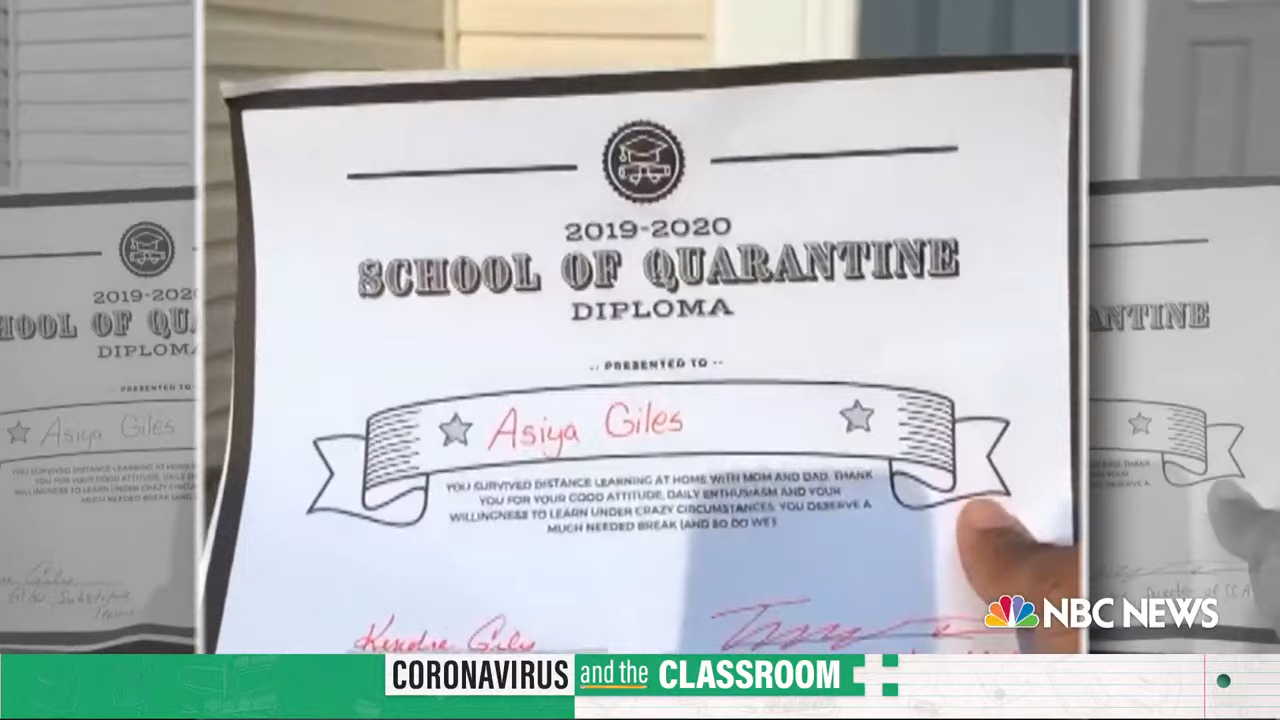 2019-2020
SCHOOL OF QUARANTINE
DIPLOMA
-- PRESENTED TO --
Asiya Giles
YOU SURVIVED DISTANCE LEARNING AT HOME WITH MOM AND DAD. THANK
YOU FOR YOUR GOOD ATTITUDE, DAILY ENTHUSIASM AND YOUR
WILLINGNESS TO LEARN UNDER CRAZY CIRCUMSTANCES. YOU DESERVE A
MUCH NEEDED BREAK (AND SO DO WE!)
NBC NEWS
CORONAVIRUS and the CLASSROOM